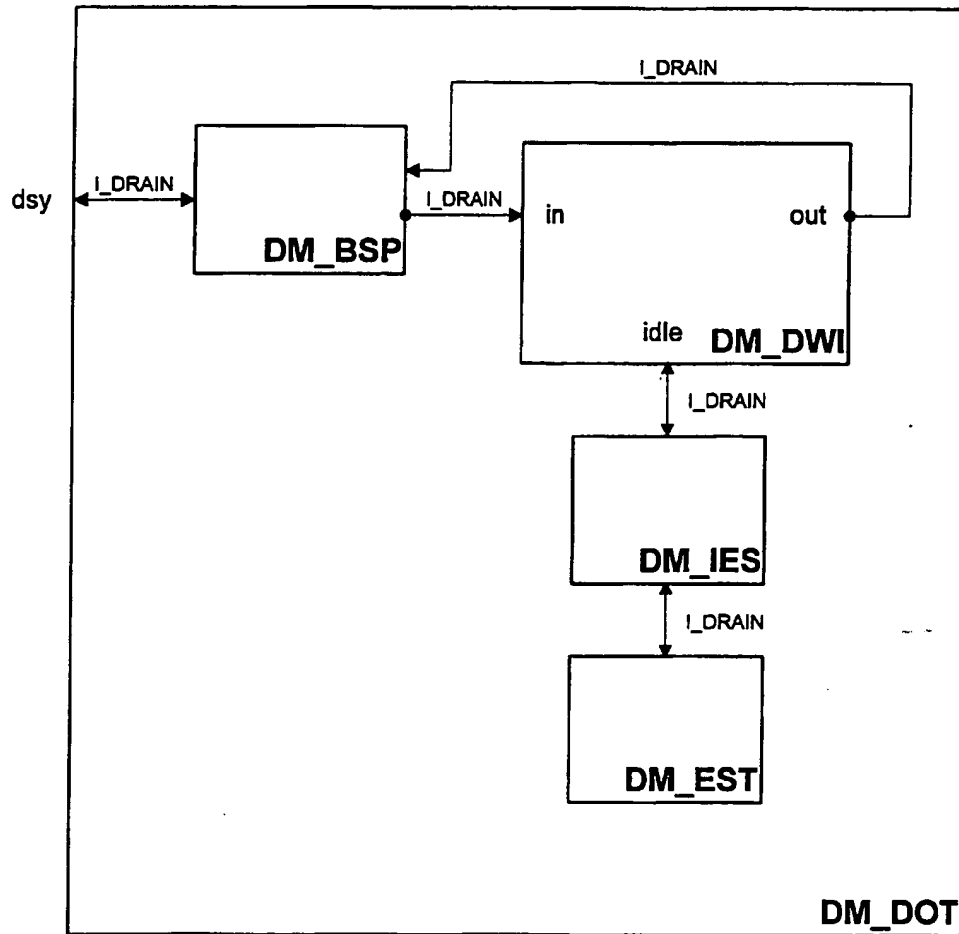 I_DRAIN
dsy
I_DRAIN
DM_BSP
I_DRAIN
in
out
idle
DM_DWI
I_DRAIN
DM_IES
I_DRAIN
DM_EST
DM_DOT